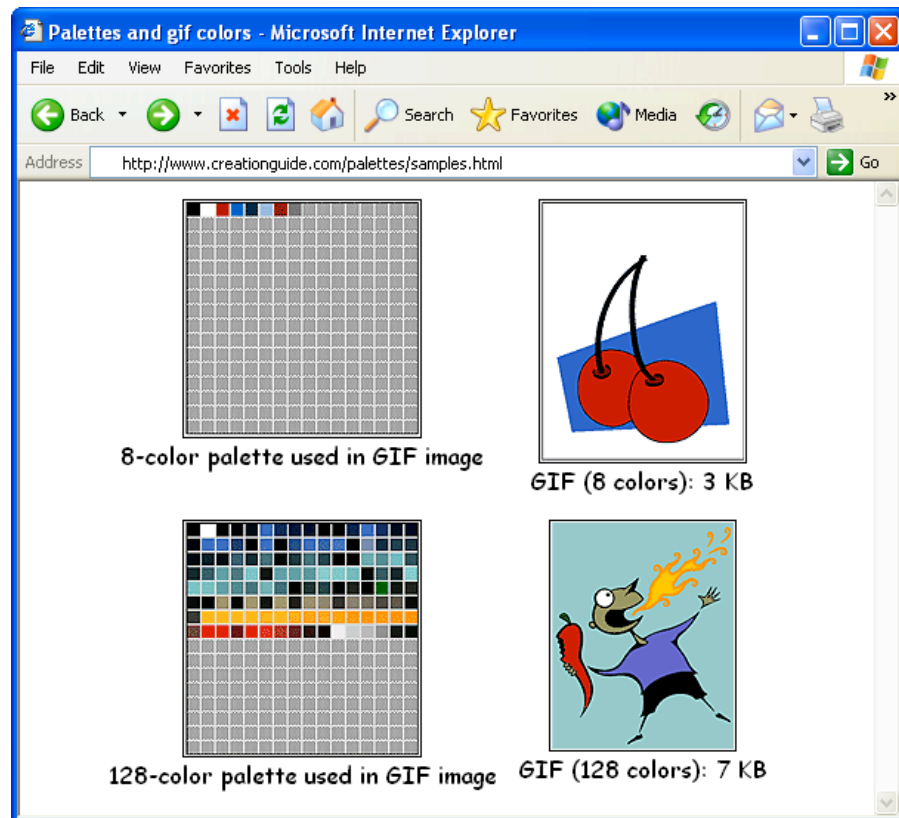 Palettes and gif colors - Microsoft Internet Explorer
File Edit View Favorites Tools Help
Back Search Favorites Media »
Address http://www.creationguide.com/palettes/samples.html Go
8-color palette used in GIF image
GIF (8 colors): 3 KB
128-color palette used in GIF image
GIF (128 colors): 7 KB